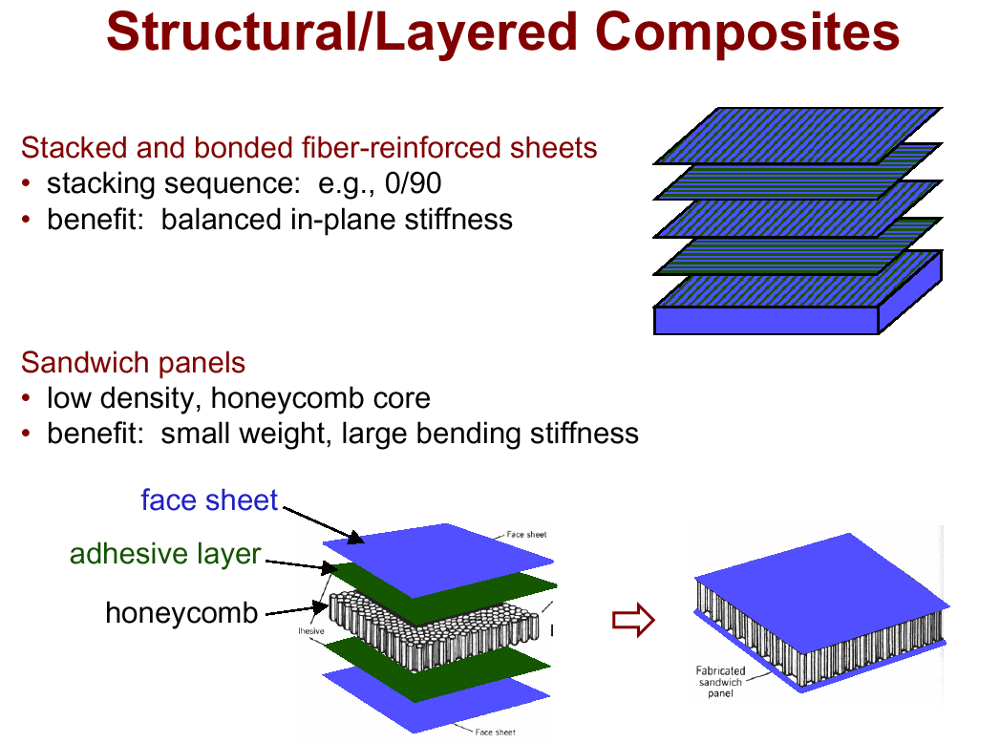 Structural/Layered Composites
Stacked and bonded fiber-reinforced sheets
• stacking sequence: e.g., 0/90
• benefit: balanced in-plane stiffness
Sandwich panels
• low density, honeycomb core
• benefit: small weight, large bending stiffness
face sheet
Face sheet
adhesive layer
honeycomb
lhesive
Face sheet
Fabricated
sandwich
panel